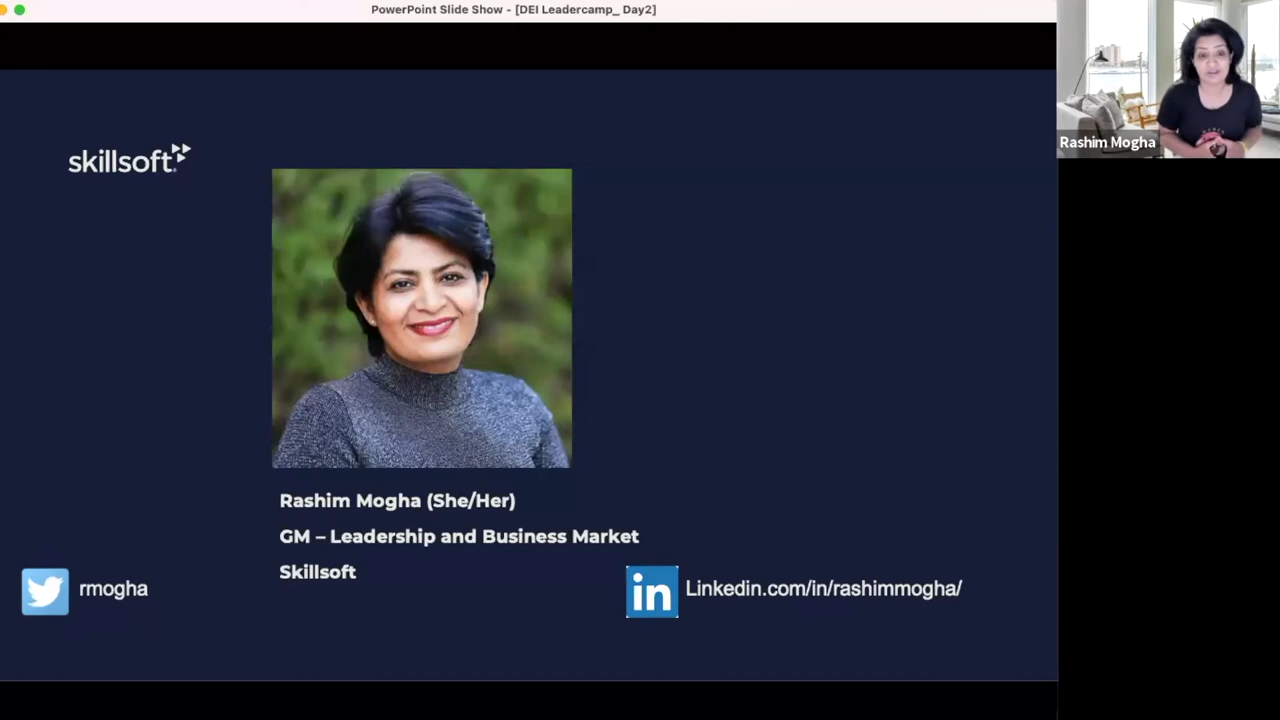 PowerPoint Slide Show - [DEI Leadercamp_ Day2]
Rashim Mogha
skillsoft
Rashim Mogha (She/Her)
GM – Leadership and Business Market
Skillsoft
rmogha
in
Linkedin.com/in/rashimmogha/